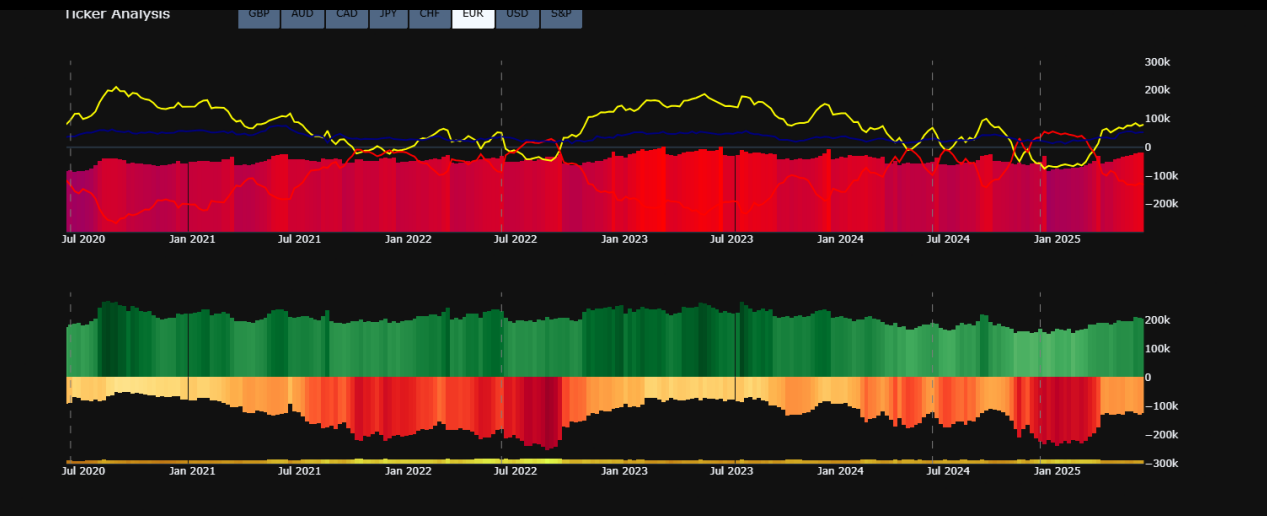 Ticker Analysis GBP AUD CAD JPY CHF EUR USD S&P
300k
200k
100k
0
−100k
−200k
Jul 2020 Jan 2021 Jul 2021 Jan 2022 Jul 2022 Jan 2023 Jul 2023 Jan 2024 Jul 2024 Jan 2025
200k
100k
0
−100k
−200k
−300k
Jul 2020 Jan 2021 Jul 2021 Jan 2022 Jul 2022 Jan 2023 Jul 2023 Jan 2024 Jul 2024 Jan 2025